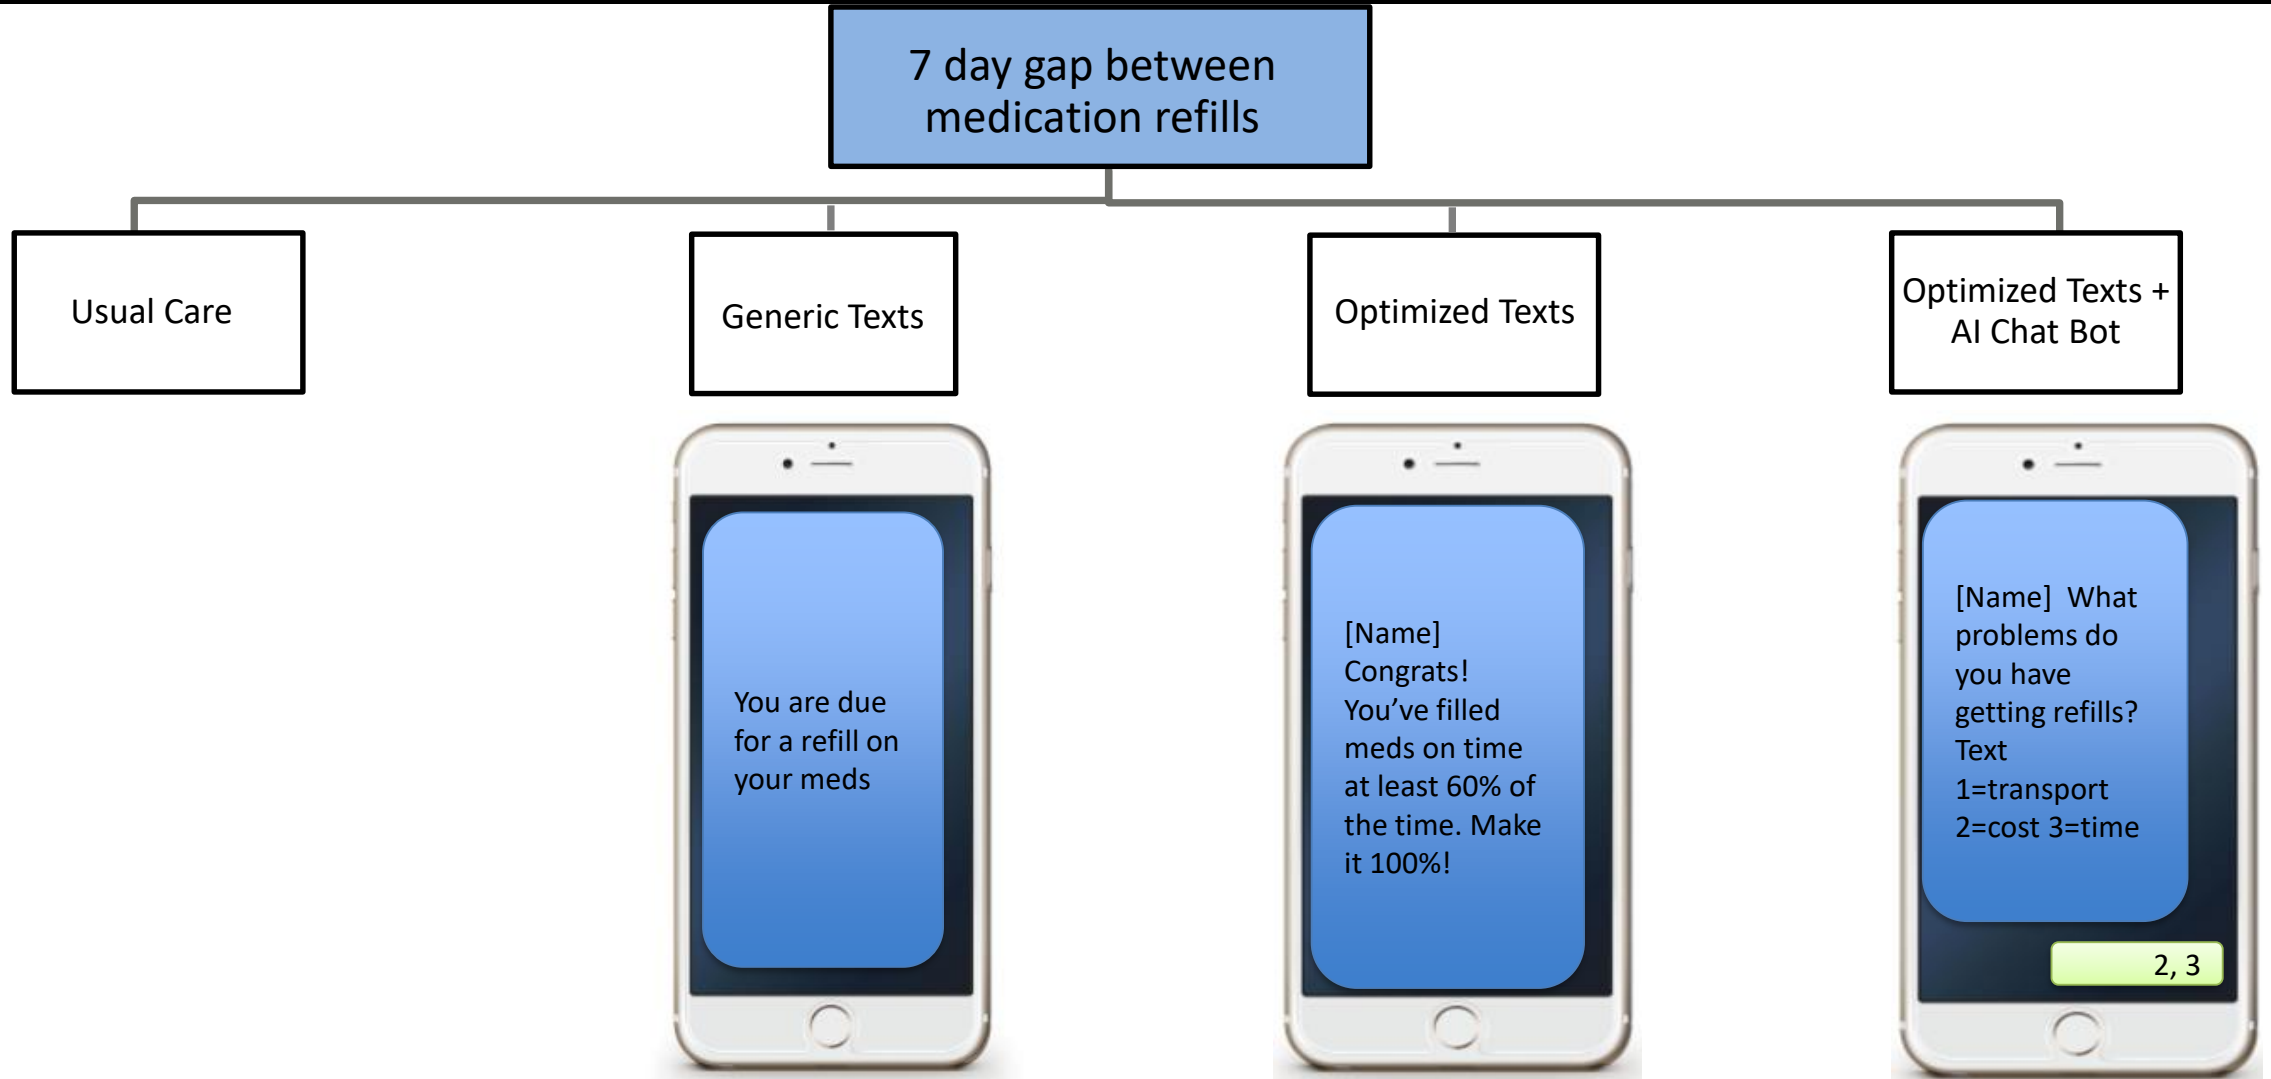 7 day gap between
medication refills
Usual Care
Generic Texts
Optimized Texts
Optimized Texts +
AI Chat Bot
You are due
for a refill on
your meds
[Name]
Congrats!
You’ve filled
meds on time
at least 60% of
the time. Make
it 100%!
[Name]  What
problems do
you have
getting refills?
Text
1=transport
2=cost 3=time
2, 3